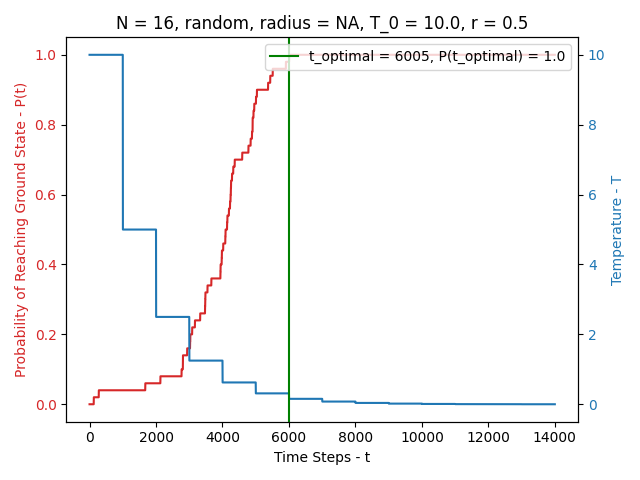 N = 16, random, radius = NA, T_0 = 10.0, r = 0.5
t_optimal = 6005, P(t_optimal) = 1.0
Probability of Reaching Ground State - P(t)
1.0
0.8
0.6
0.4
0.2
0.0
10
8
6
4
2
0
Temperature - T
0 2000 4000 6000 8000 10000 12000 14000
Time Steps - t